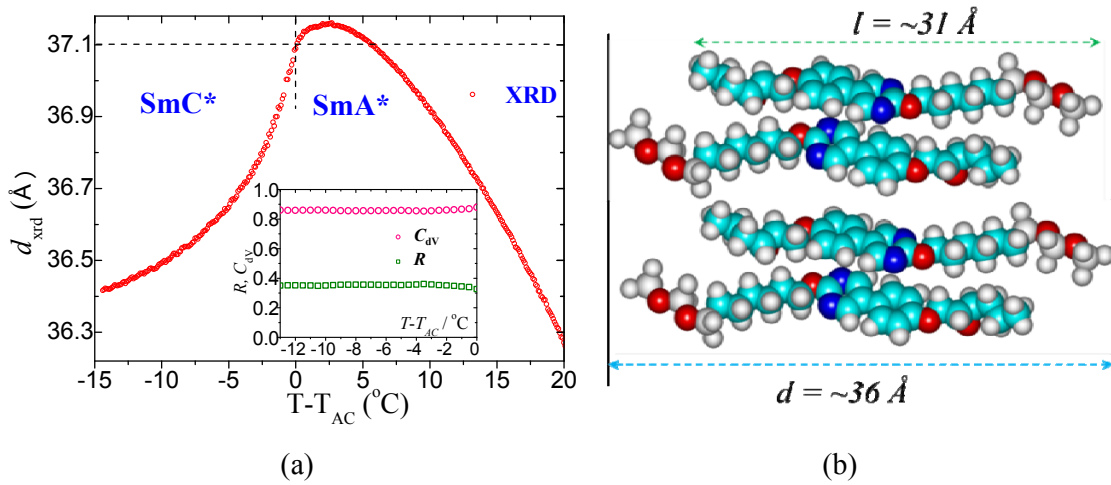 37.1
36.9
36.7
36.5
36.3
d_xrd (Å)
SmC*
SmA*
XRD
1.0
0.8
0.6
0.4
0.2
0.0
R, C_dV
C_dV
R
T-T_AC / °C
-12 -10 -8 -6 -4 -2 0
-15 -10 -5 0 5 10 15 20
T-T_AC (°C)
(a)
l = ~31 Å
d = ~36 Å
(b)